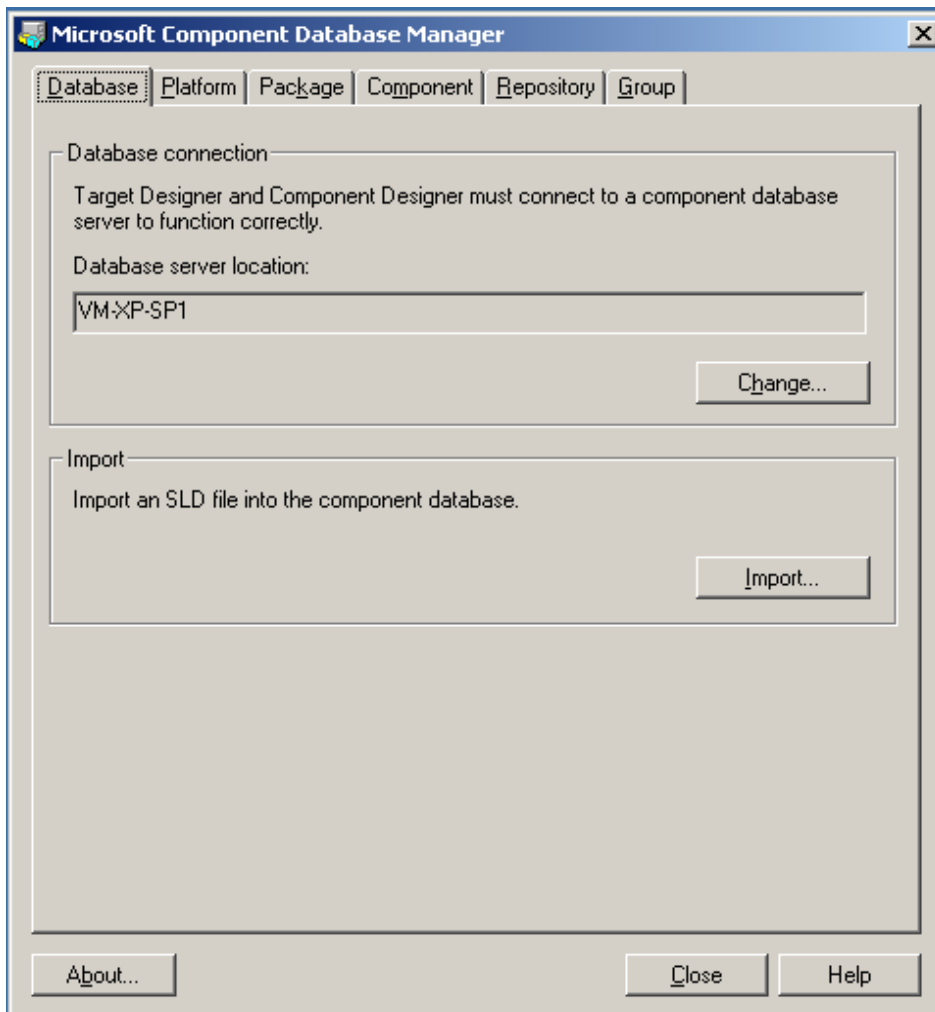 Microsoft Component Database Manager
Database Platform Package Component Repository Group
Database connection
Target Designer and Component Designer must connect to a component database
server to function correctly.
Database server location:
VM-XP-SP1
Change...
Import
Import an SLD file into the component database.
Import...
About... Close Help